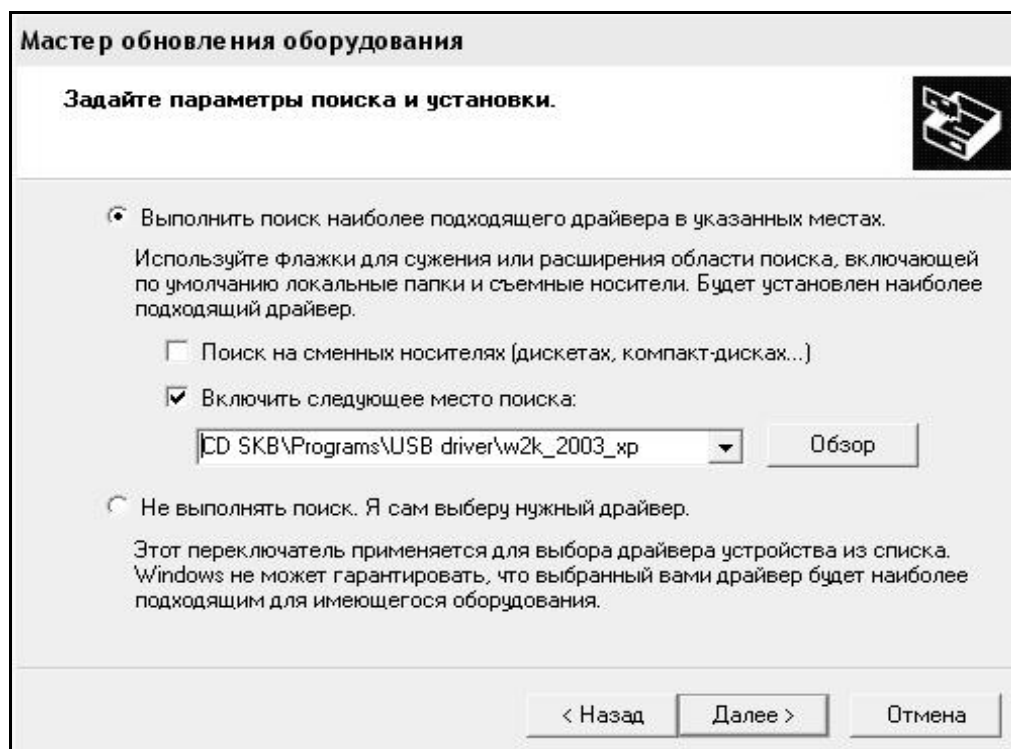 Мастер обновления оборудования
Задайте параметры поиска и установки.
Выполнить поиск наиболее подходящего драйвера в указанных местах.
Используйте флажки для сужения или расширения области поиска, включающей
по умолчанию локальные папки и съемные носители. Будет установлен наиболее
подходящий драйвер.
Поиск на сменных носителях (дискетах, компакт-дисках...)
Включить следующее место поиска:
CD SKB\Programs\USB driver\w2k_2003_xp
Обзор
Не выполнять поиск. Я сам выберу нужный драйвер.
Этот переключатель применяется для выбора драйвера устройства из списка.
Windows не может гарантировать, что выбранный вами драйвер будет наиболее
подходящим для имеющегося оборудования.
< Назад
Далее >
Отмена